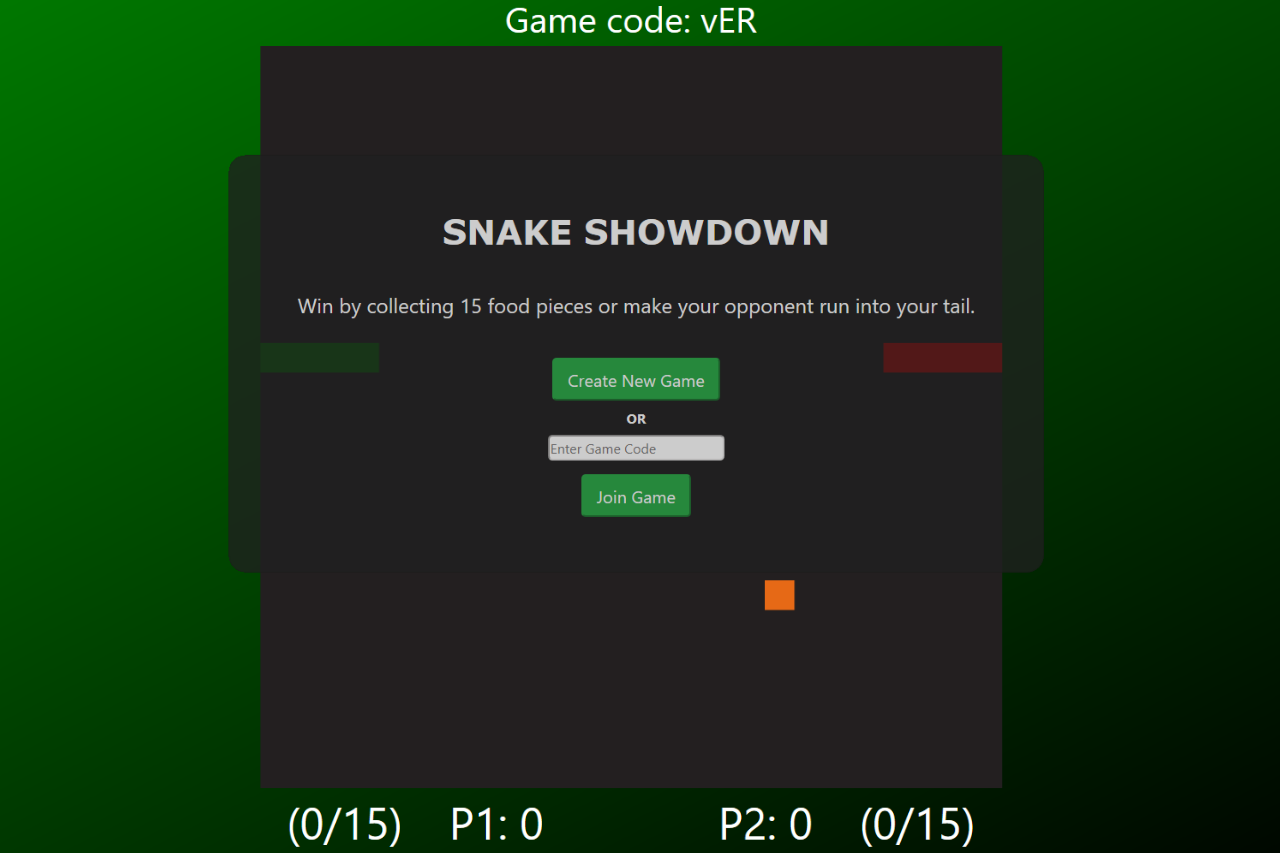 Game code: vER
SNAKE SHOWDOWN
Win by collecting 15 food pieces or make your opponent run into your tail.
Create New Game
OR
Enter Game Code
Join Game
(0/15) P1: 0 P2: 0 (0/15)